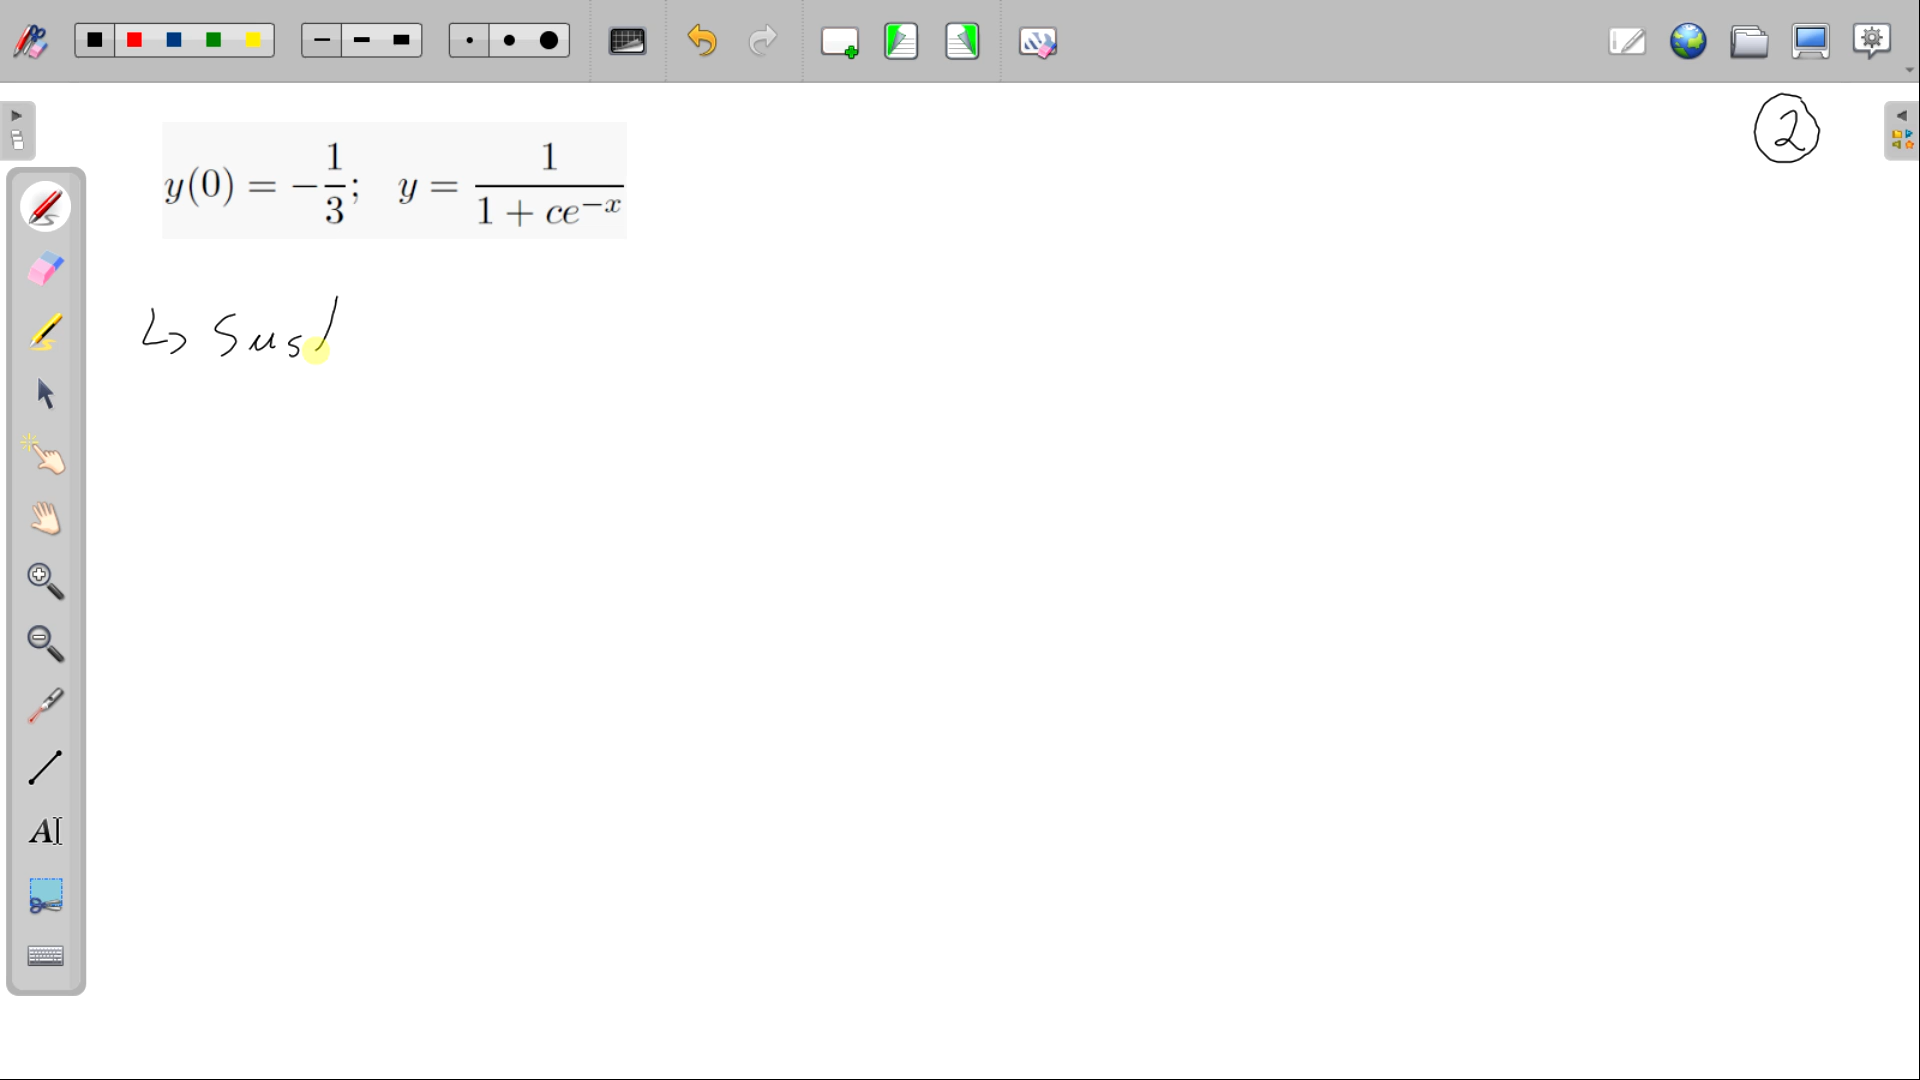 ②
y(0) = -1/3; y = 1/(1 + ce^{-x})
↳ Sus